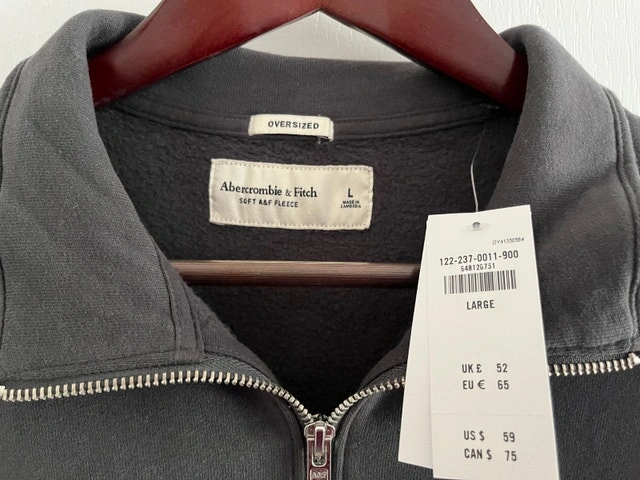 OVERSIZED
Abercrombie & Fitch
SOFT A&F FLEECE
L
MADE IN
CAMBODIA
122-237-0011-900
648126751
LARGE
UK £ 52
EU € 65
US $ 59
CAN $ 75